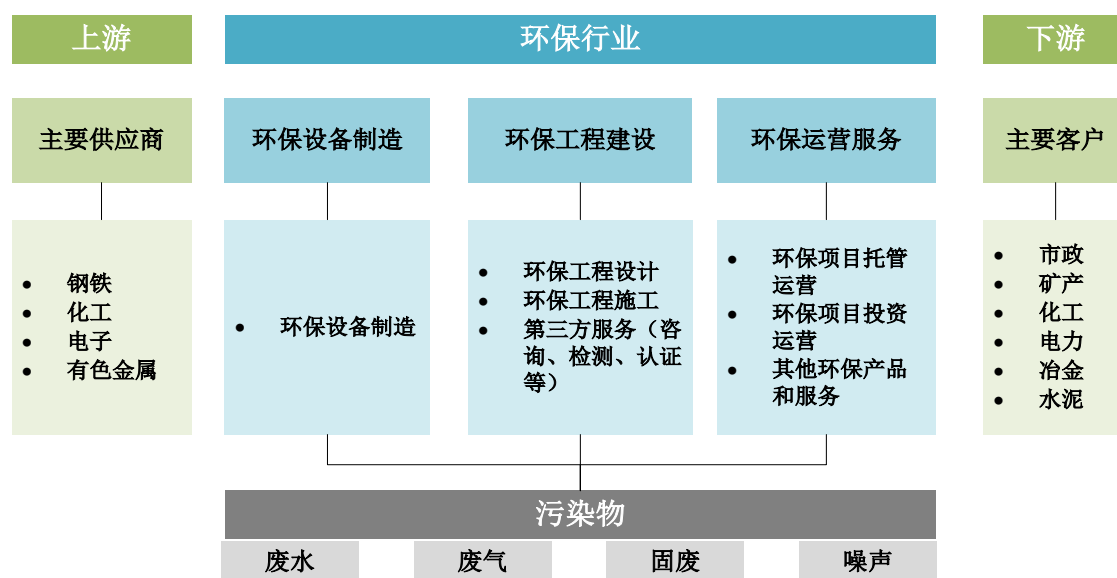 上游
环保行业
下游
主要供应商
环保设备制造
环保工程建设
环保运营服务
主要客户
● 钢铁
● 化工
● 电子
● 有色金属
● 环保设备制造
● 环保工程设计
● 环保工程施工
● 第三方服务（咨
询、检测、认证
等）
● 环保项目托管
运营
● 环保项目投资
运营
● 其他环保产品
和服务
● 市政
● 矿产
● 化工
● 电力
● 冶金
● 水泥
污染物
废水
废气
固废
噪声